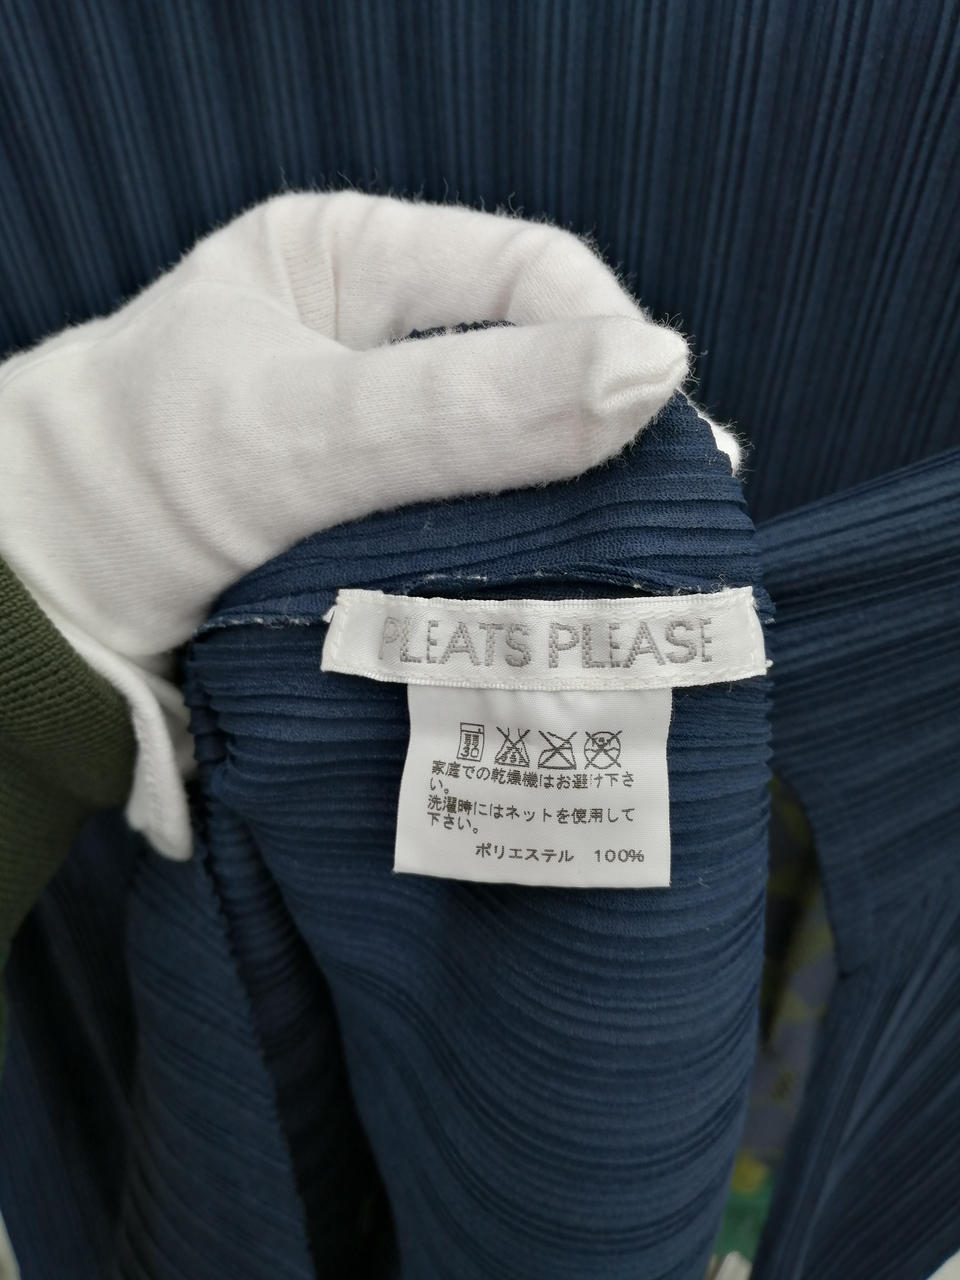 PLEATS PLEASE
家庭での乾燥機はお避け下さ
い。
洗濯時にはネットを使用して
下さい。
ポリエステル 100%